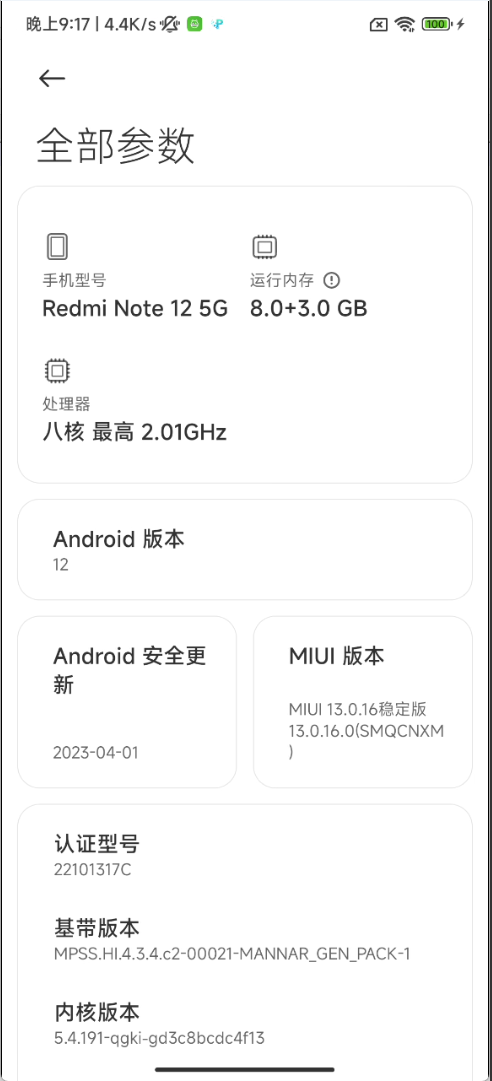 晚上9:17 | 4.4K/s
100
全部参数
手机型号
Redmi Note 12 5G
运行内存
8.0+3.0 GB
处理器
八核 最高 2.01GHz
Android 版本
12
Android 安全更
新
2023-04-01
MIUI 版本
MIUI 13.0.16稳定版
13.0.16.0(SMQCNXM
)
认证型号
22101317C
基带版本
MPSS.HI.4.3.4.c2-00021-MANNAR_GEN_PACK-1
内核版本
5.4.191-qgki-gd3c8bcdc4f13